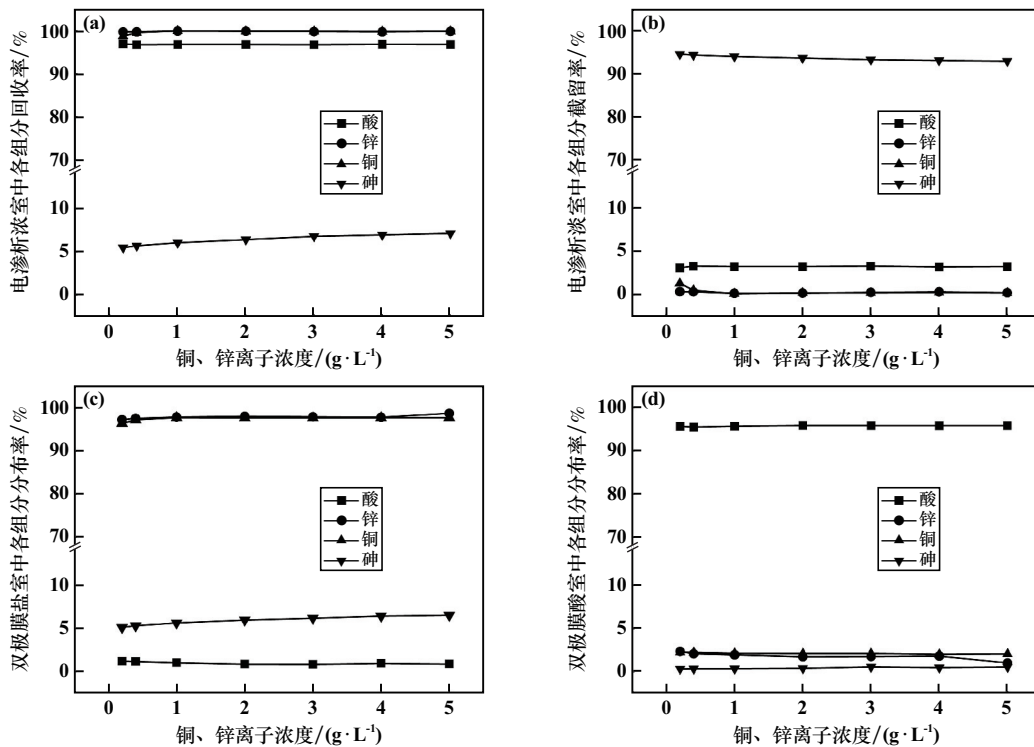 (a)
电渗析浓室中各组分回收率/%
100
90
80
70
10
5
0
酸
锌
铜
砷
0 1 2 3 4 5
铜、锌离子浓度/(g·L⁻¹)
(b)
电渗析淡室中各组分截留率/%
100
90
80
70
10
5
0
酸
锌
铜
砷
0 1 2 3 4 5
铜、锌离子浓度/(g·L⁻¹)
(c)
双极膜盐室中各组分分布率/%
100
90
80
70
10
5
0
酸
锌
铜
砷
0 1 2 3 4 5
铜、锌离子浓度/(g·L⁻¹)
(d)
双极膜酸室中各组分分布率/%
100
90
80
70
10
5
0
酸
锌
铜
砷
0 1 2 3 4 5
铜、锌离子浓度/(g·L⁻¹)